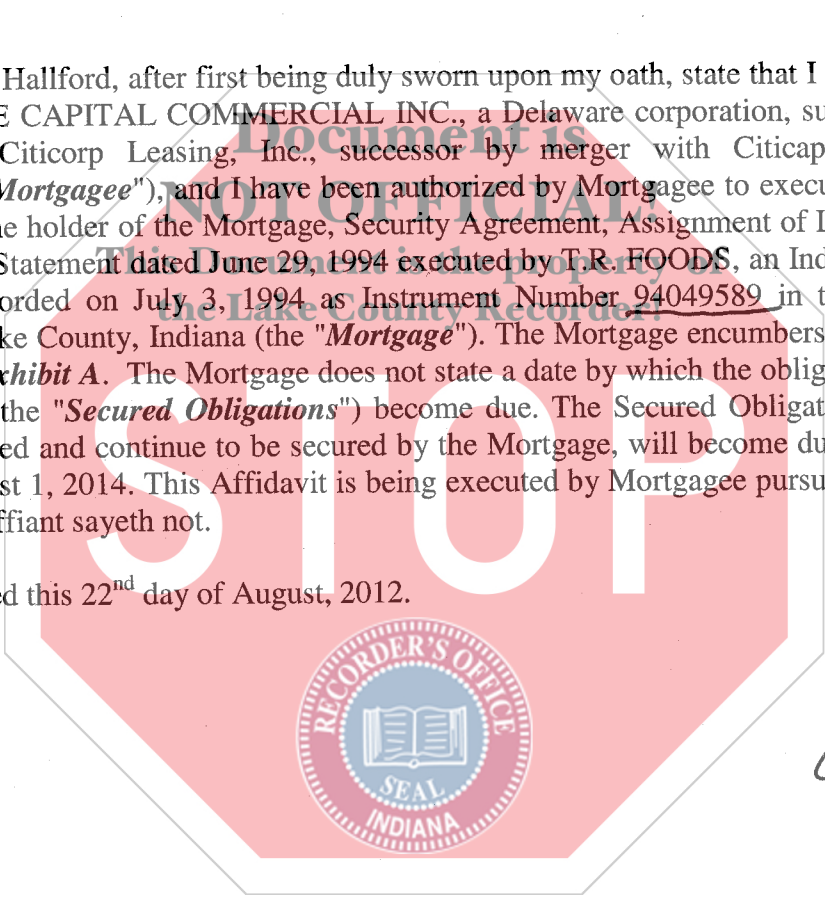 Hallford, after first being duly sworn upon my oath, state that I
E CAPITAL COMMERCIAL INC., a Delaware corporation, su
Document is
Citicorp Leasing, Inc., successor by merger with Citicap
Mortgagee"), and I have been authorized by Mortgagee to execu
NOT OFFICIAL!
e holder of the Mortgage, Security Agreement, Assignment of L
Statement dated June 29, 1994 executed by T.R. FOODS, an Ind
This Document is the property of
orded on July 3, 1994 as Instrument Number 94049589 in t
the Lake County Recorder!
ke County, Indiana (the "Mortgage"). The Mortgage encumbers
xhibit A. The Mortgage does not state a date by which the oblig
the "Secured Obligations") become due. The Secured Obligat
ed and continue to be secured by the Mortgage, will become du
st 1, 2014. This Affidavit is being executed by Mortgagee pursu
ffiant sayeth not.
STOP
d this 22nd day of August, 2012.
RECORDER'S OFFICE
SEAL
INDIANA